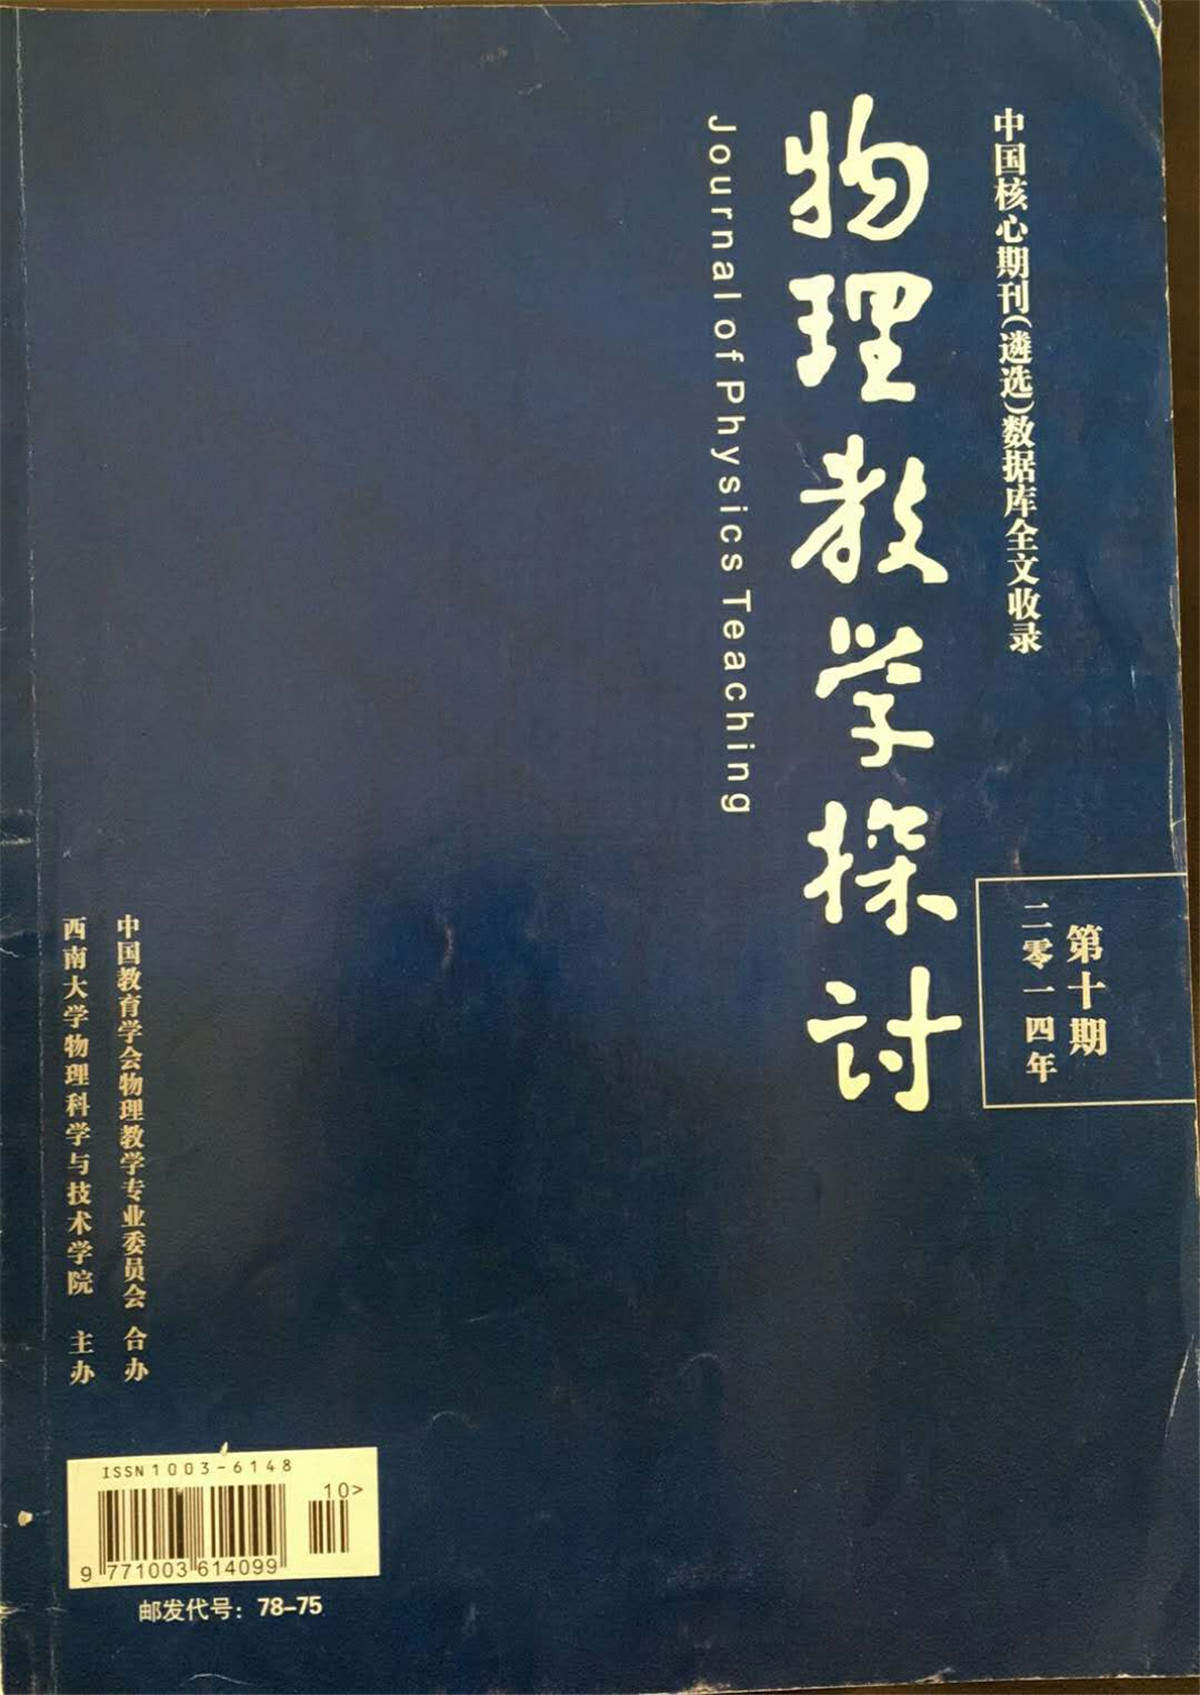 中国核心期刊(遴选)数据库全文收录
物理教学探讨
Journal of Physics Teaching
第十期
二零一四年
中国教育学会物理教学专业委员会 合办
西南大学物理科学与技术学院 主办
ISSN 1003-6148
10>
9 771003 614099
邮发代号：78-75